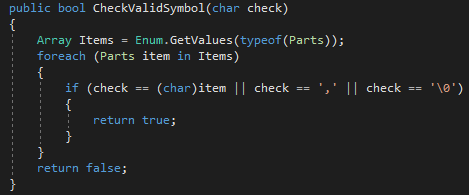 public bool CheckValidSymbol(char check)
{
Array Items = Enum.GetValues(typeof(Parts));
foreach (Parts item in Items)
{
if (check == (char)item || check == ',' || check == '\0')
{
return true;
}
}
return false;
}